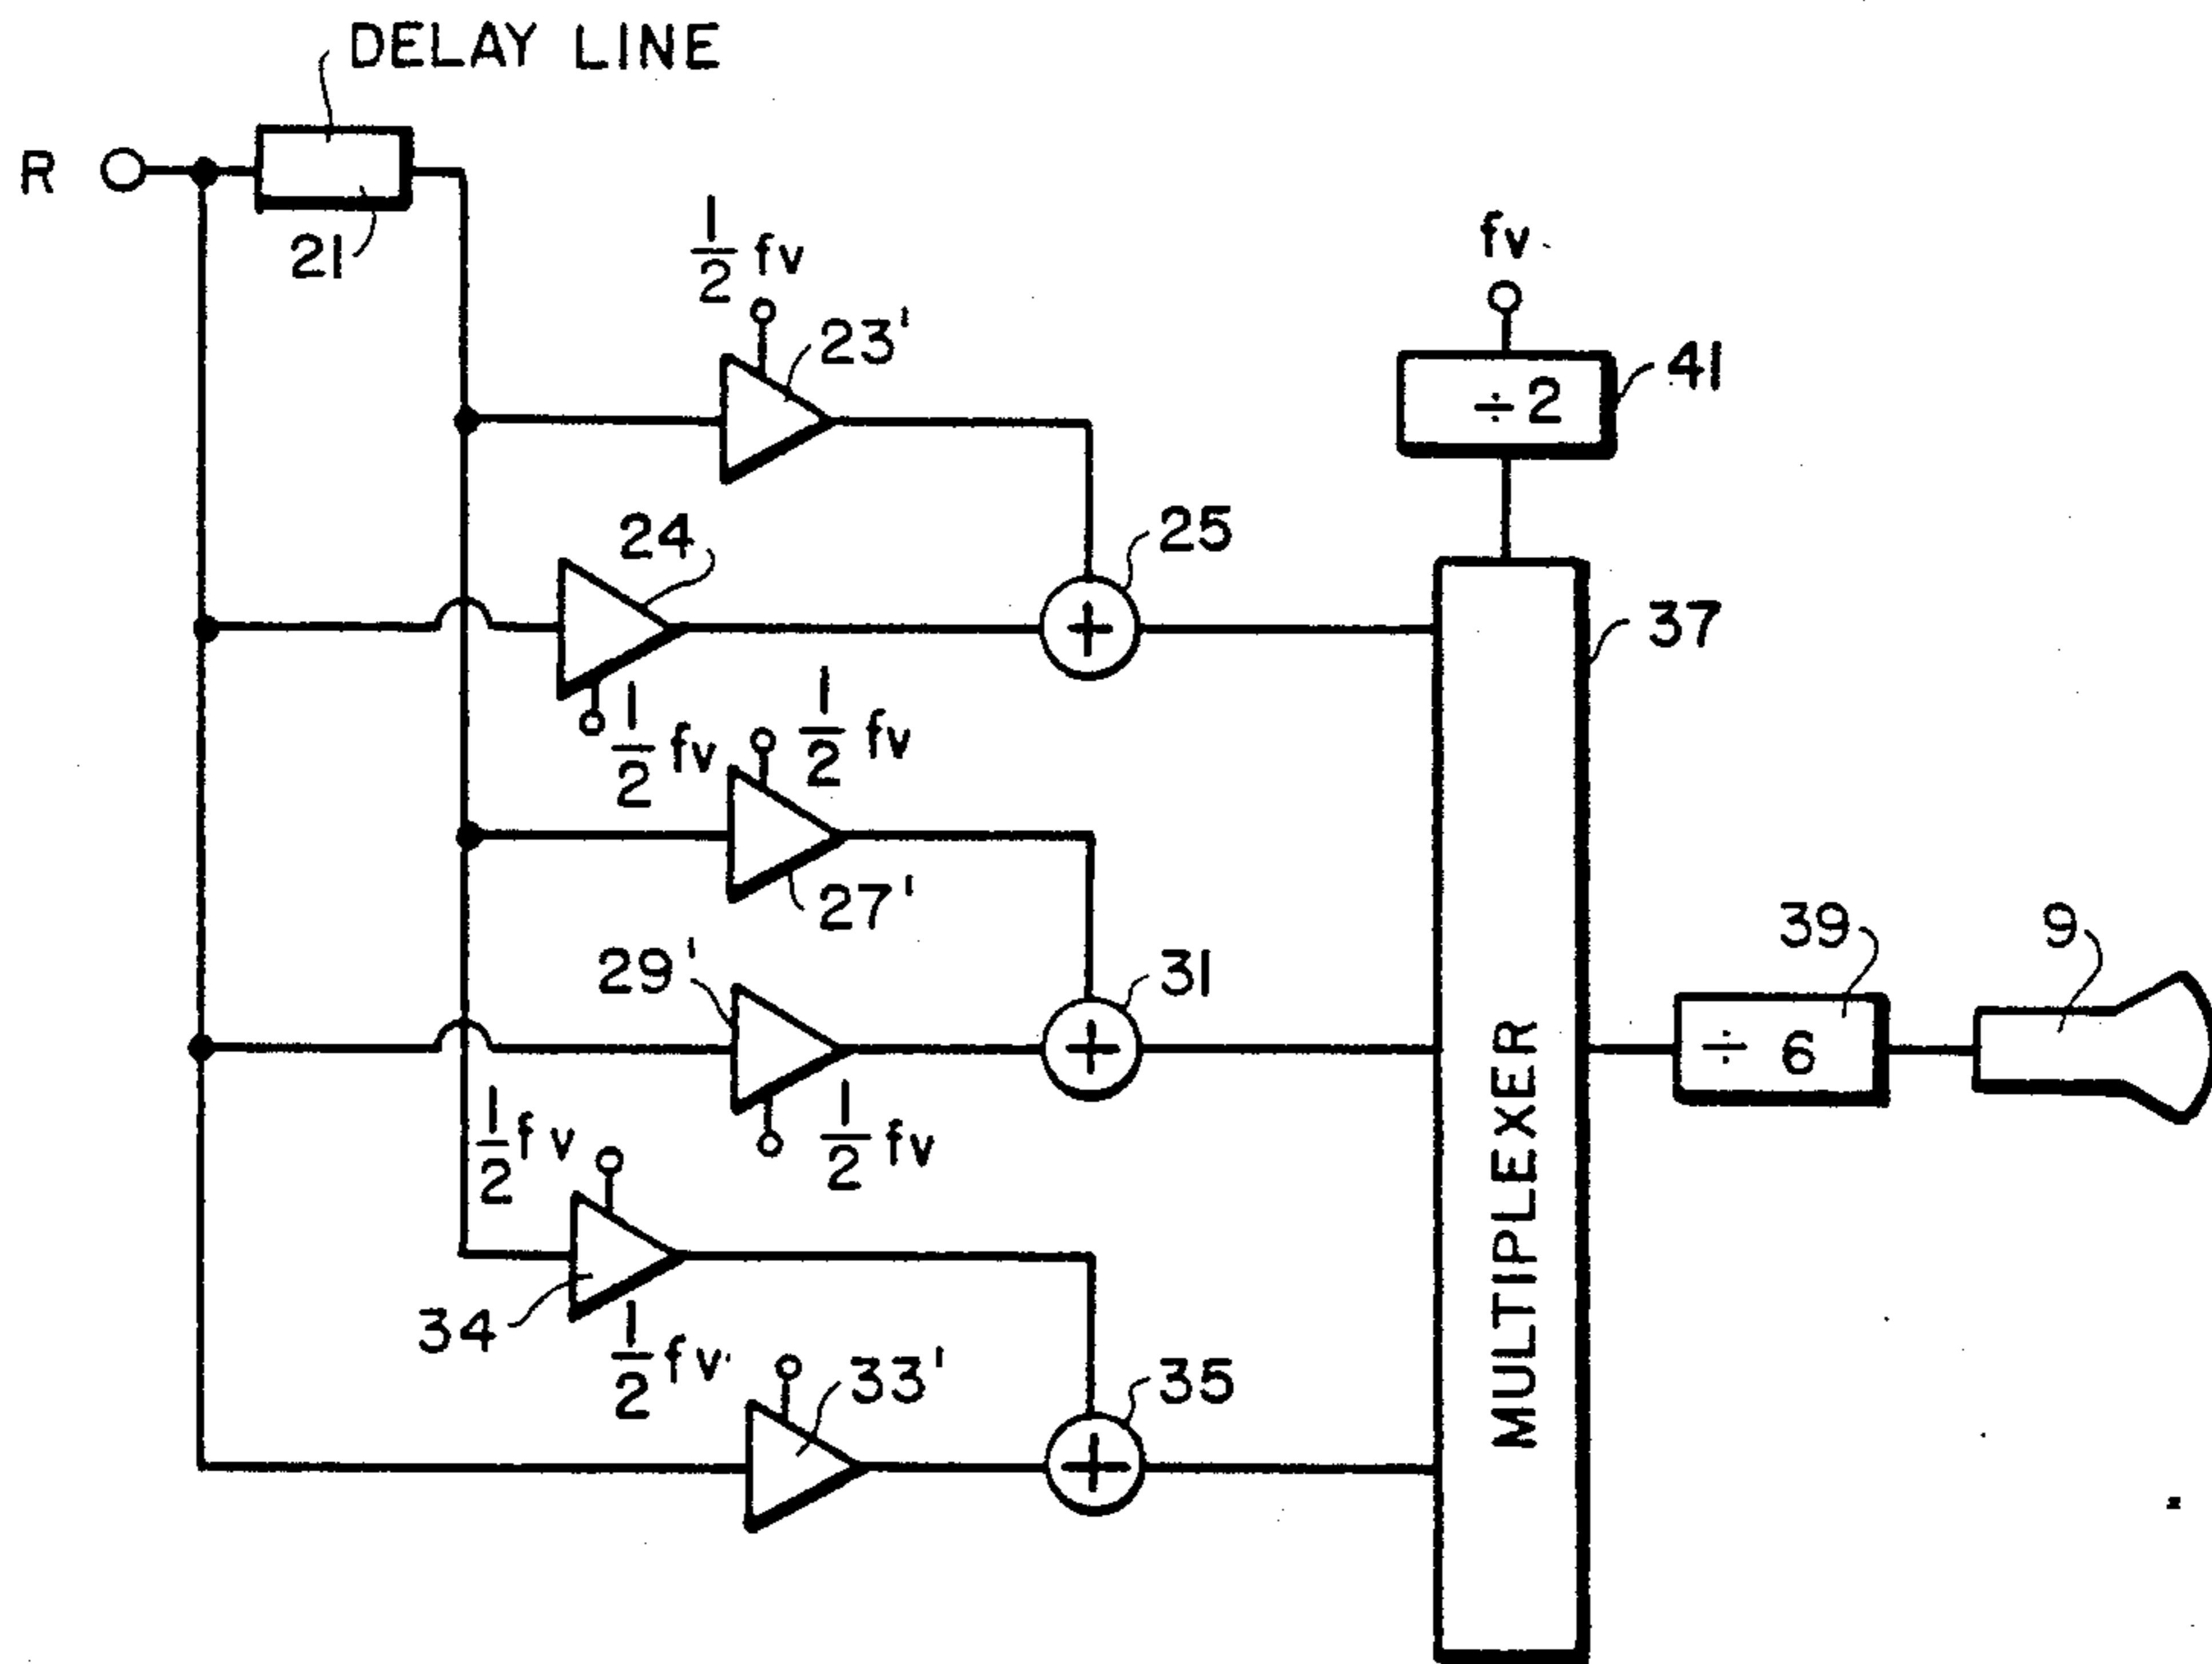 DELAY LINE
R
21
1/2 fv
23'
fv
÷2
41
24
25
37
1/2 fv
1/2 fv
27'
29'
31
39
9
÷ 6
1/2 fv
1/2 fv
34
1/2 fv
33'
35
MULTIPLEXER